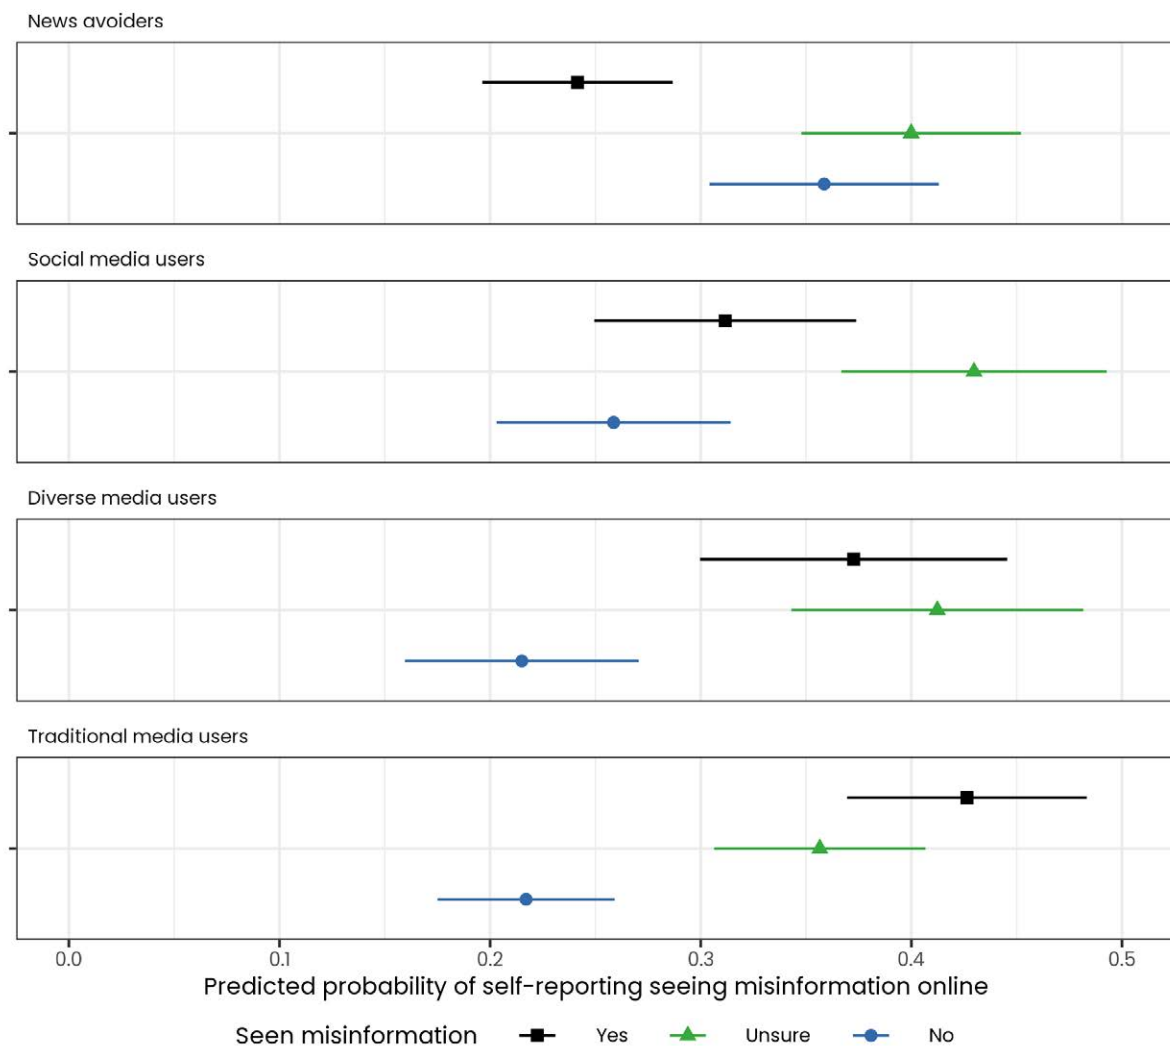 News avoiders
Social media users
Diverse media users
Traditional media users
0.0 0.1 0.2 0.3 0.4 0.5
Predicted probability of self-reporting seeing misinformation online
Seen misinformation Yes Unsure No